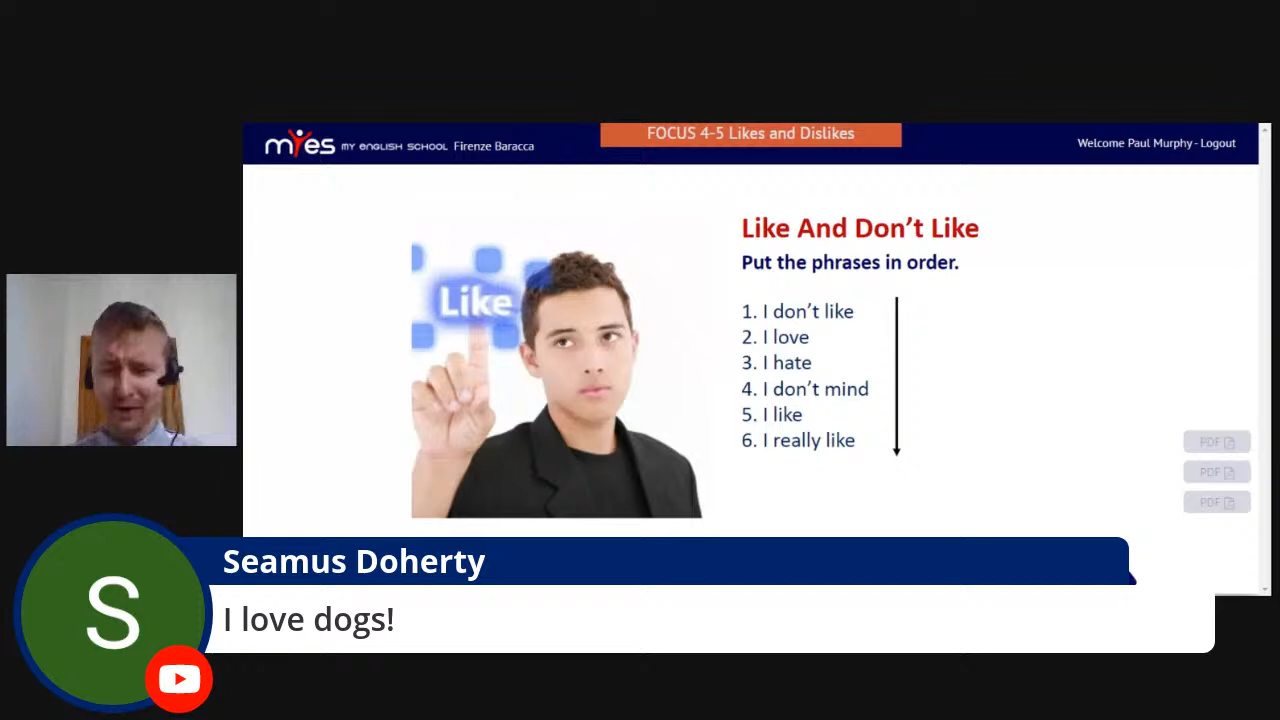 FOCUS 4-5 Likes and Dislikes
myes MY ENGLISH SCHOOL Firenze Baracca
Welcome Paul Murphy - Logout
Like
Like And Don't Like
Put the phrases in order.
1. I don't like
2. I love
3. I hate
4. I don't mind
5. I like
6. I really like
PDF
PDF
PDF
S
Seamus Doherty
I love dogs!